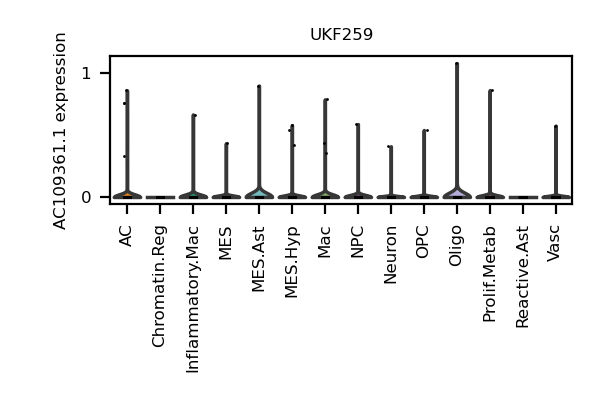 UKF259
AC109361.1 expression
1
0
AC
Chromatin.Reg
Inflammatory.Mac
MES
MES.Ast
MES.Hyp
Mac
NPC
Neuron
OPC
Oligo
Prolif.Metab
Reactive.Ast
Vasc